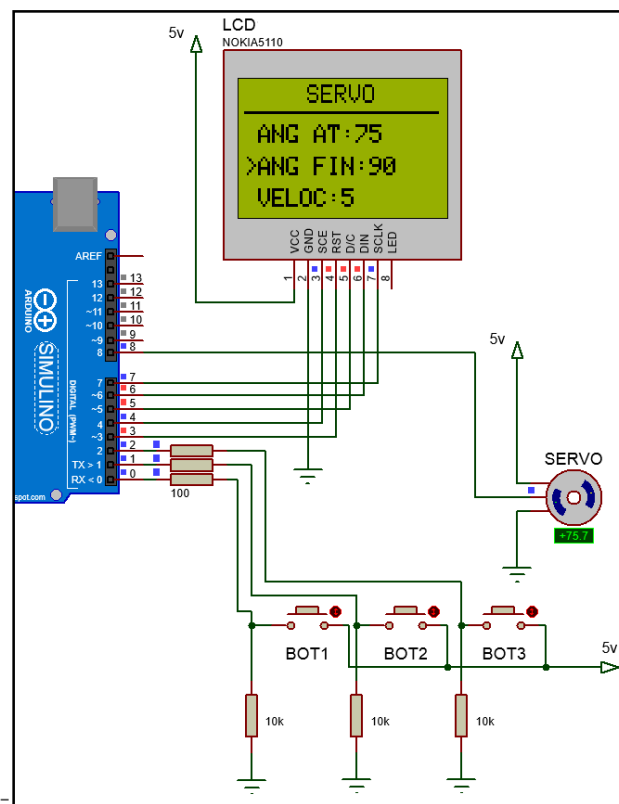 LCD
NOKIA5110
5v
SERVO
ANG AT:75
>ANG FIN:90
VELOC:5
VCC
GND
SCE
RST
D/C
DIN
SCLK
LED
1
2
3
4
5
6
7
8
AREF
13 13
12 12
~11 11
~10 10
~9 9
8 8
7 7
~6 6
~5 5
4 4
~3 3
2 2
TX > 1 1
RX < 0 0
DIGITAL (PWM~)
ARDUINO
SIMULINO
spot.com>
100
5v
SERVO
+75.7
BOT1
BOT2
BOT3
5v
10k
10k
10k